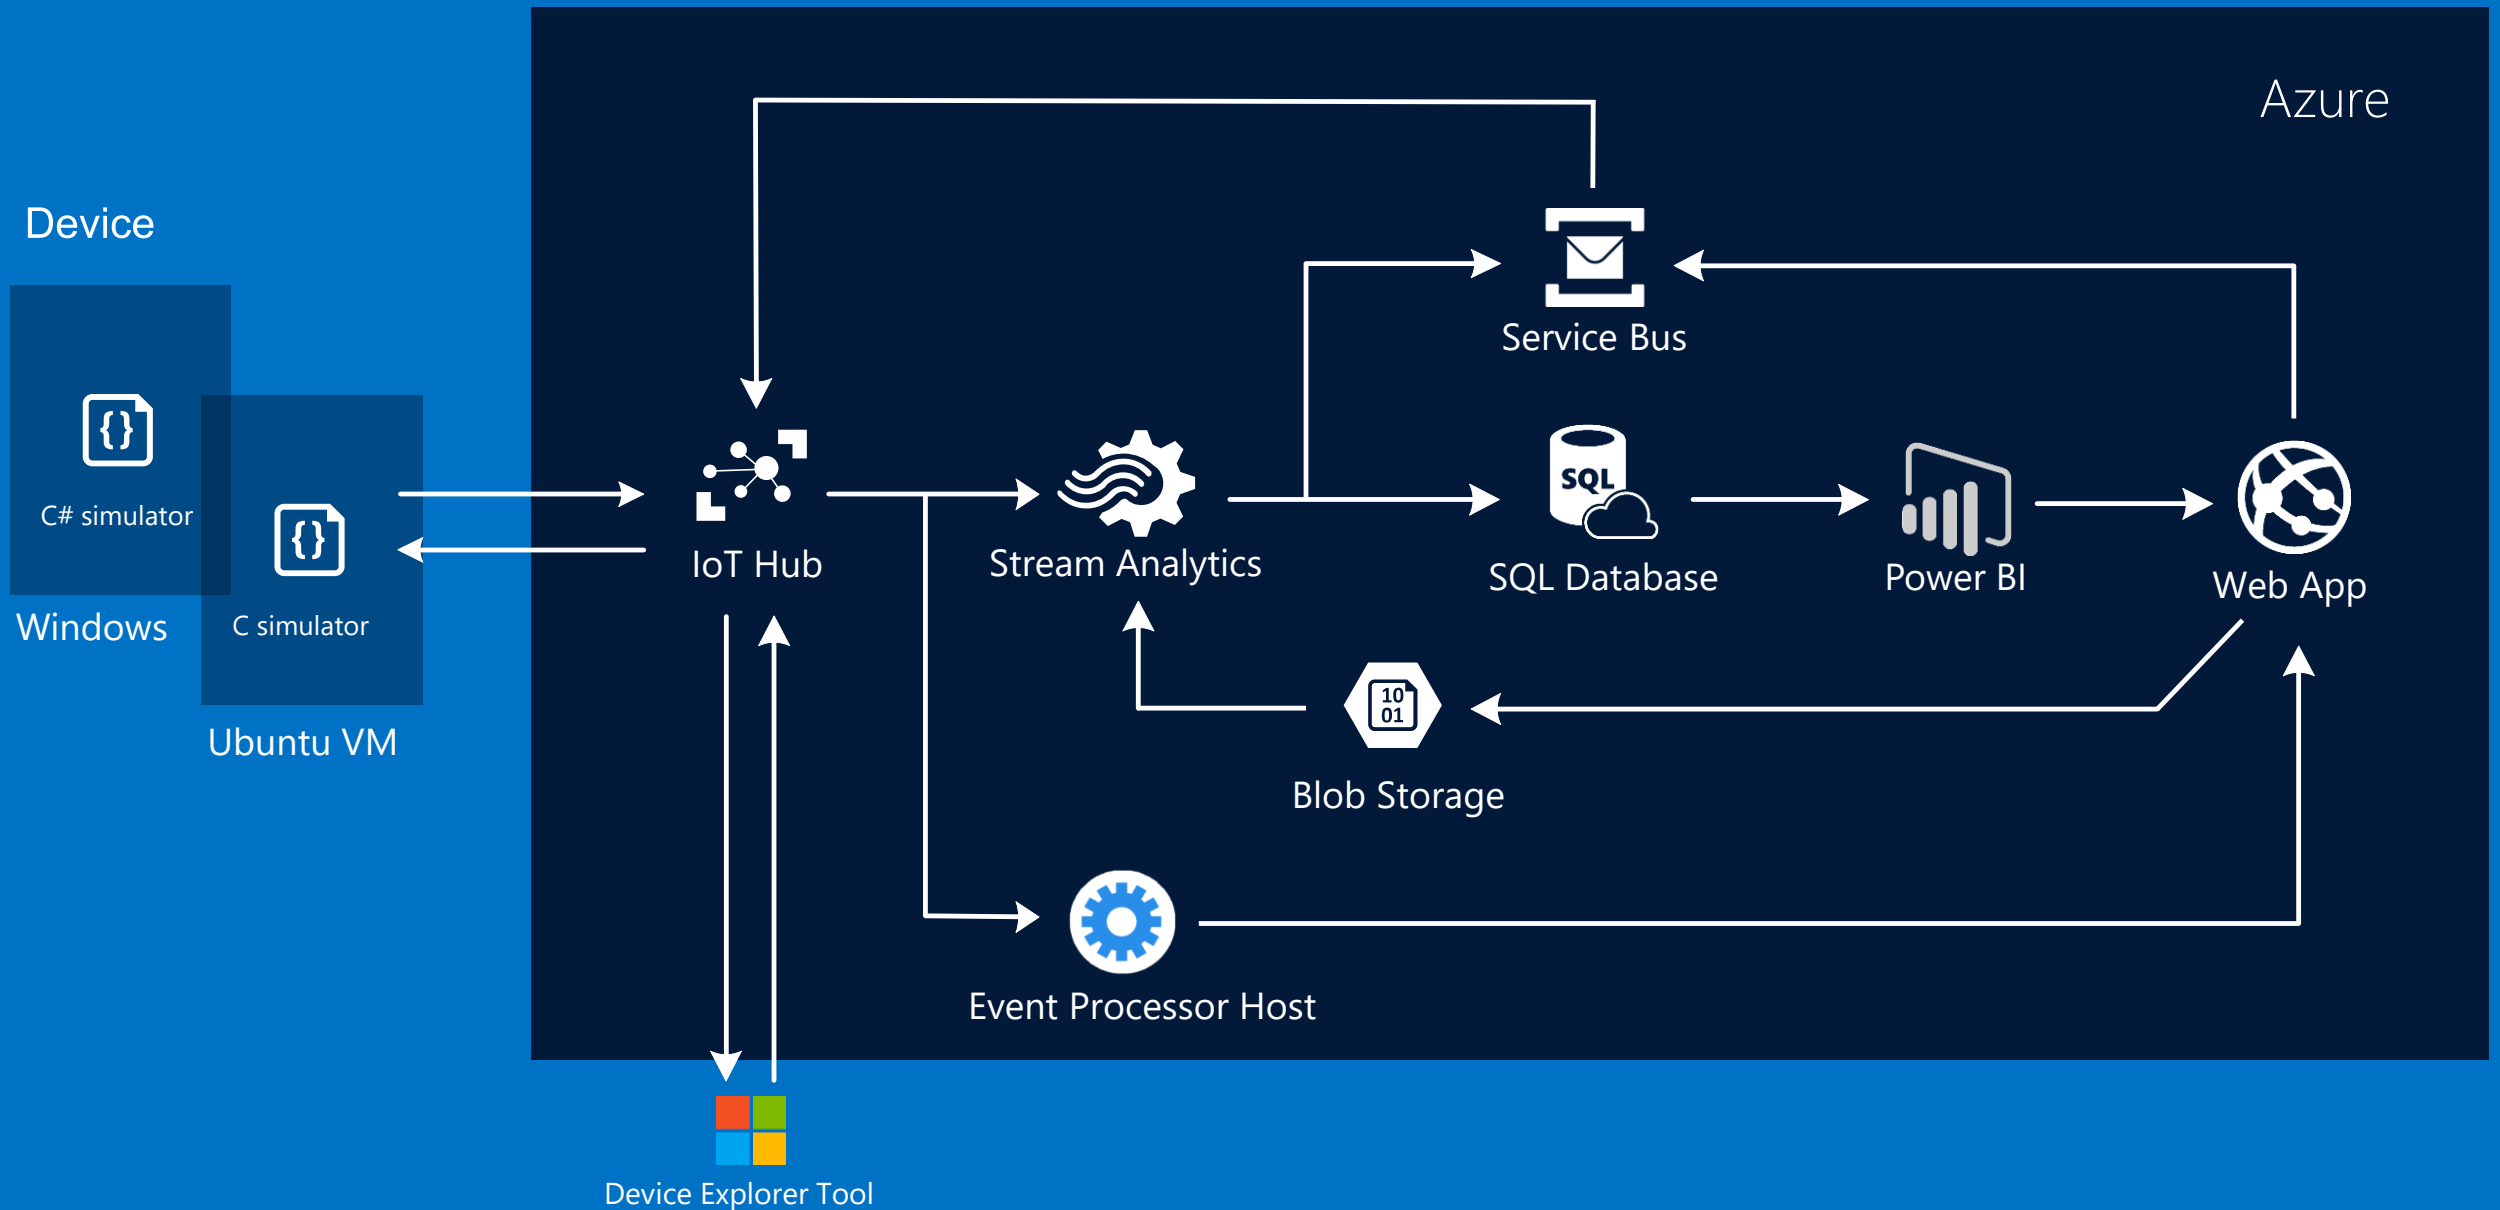 Azure
Device
Service Bus
{ }
C# simulator
Windows
{ }
C simulator
Ubuntu VM
IoT Hub
Stream Analytics
SQL
SQL Database
Power BI
Web App
10
01
Blob Storage
Event Processor Host
Device Explorer Tool